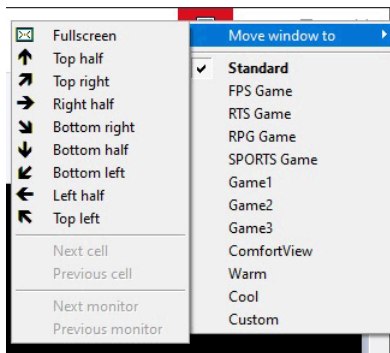 Fullscreen
Top half
Top right
Right half
Bottom right
Bottom half
Bottom left
Left half
Top left
Next cell
Previous cell
Next monitor
Previous monitor
Move window to
Standard
FPS Game
RTS Game
RPG Game
SPORTS Game
Game1
Game2
Game3
ComfortView
Warm
Cool
Custom